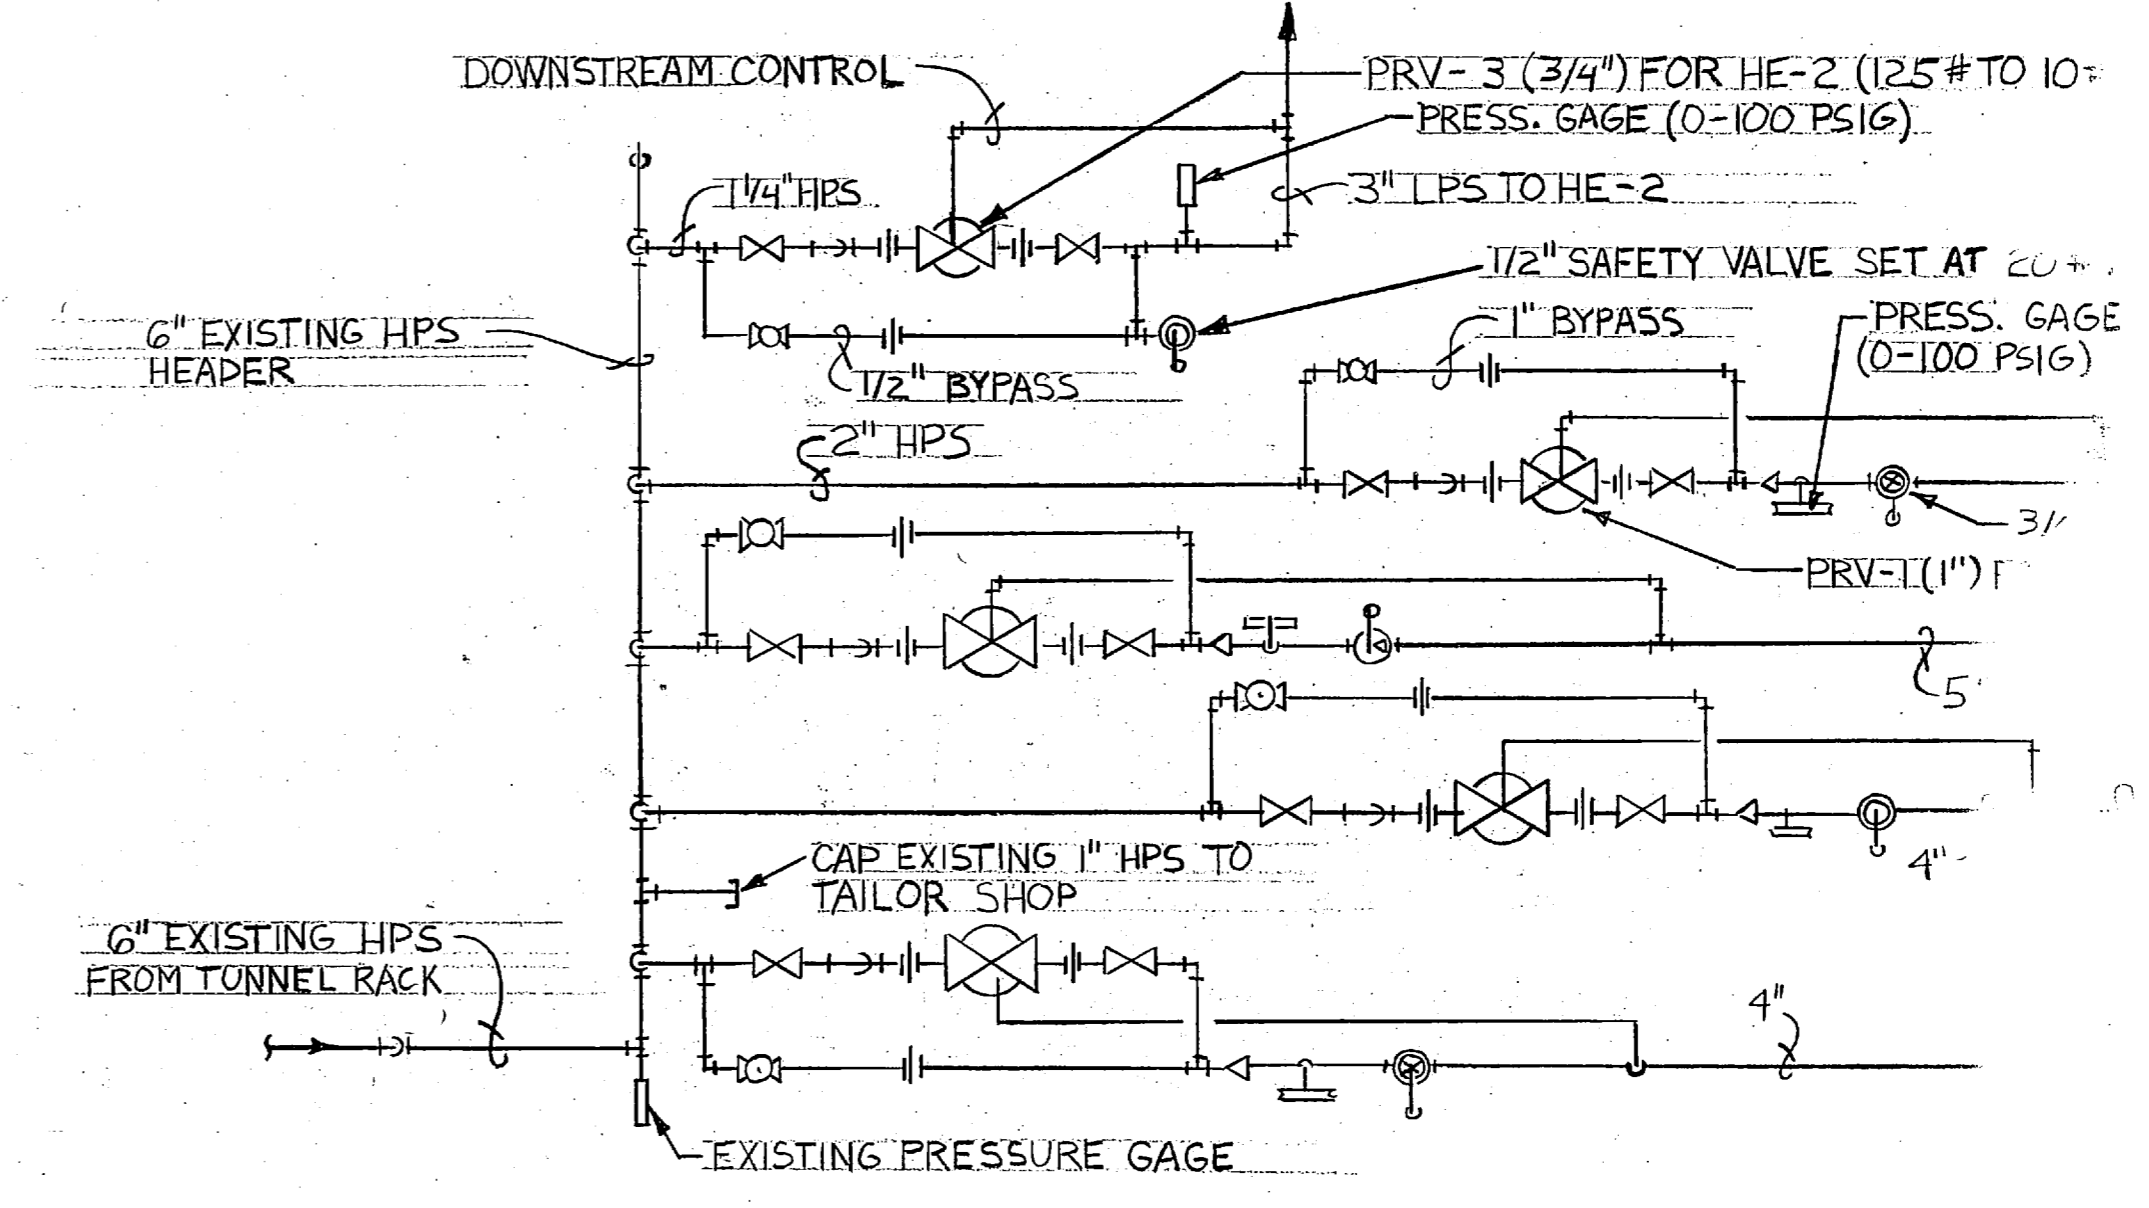 DOWNSTREAM CONTROL
PRV-3 (3/4") FOR HE-2 (125# TO 10
PRESS. GAGE (0-100 PSIG)
1 1/4" HPS
3" LPS TO HE-2
1/2" SAFETY VALVE SET AT
6" EXISTING HPS
HEADER
1/2" BYPASS
1" BYPASS
PRESS. GAGE
(0-100 PSIG)
2" HPS
PRV-1 (1")
5"
CAP EXISTING 1" HPS TO
TAILOR SHOP
4"
6" EXISTING HPS
FROM TUNNEL RACK
4"
EXISTING PRESSURE GAGE